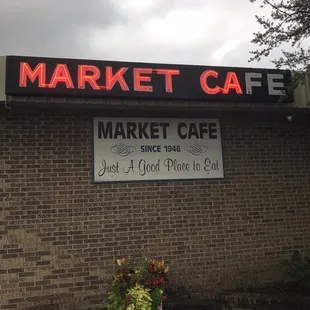 MARKET CAFE
MARKET CAFE
SINCE 1946
Just A Good Place to Eat